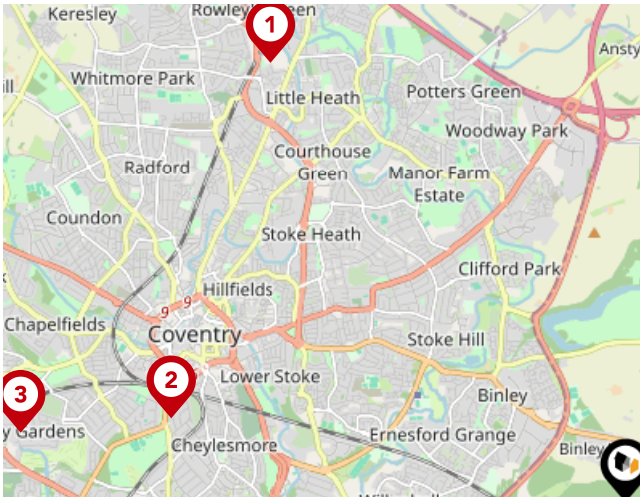 Keresley
Rowley
een
1
Ansty
ill
Whitmore Park
Potters Green
Little Heath
Woodway Park
Courthouse
Green
Radford
Manor Farm
Estate
Coundon
Stoke Heath
Clifford Park
Hillfields
9
9
Chapelfields
Coventry
Stoke Hill
2
Lower Stoke
3
Binley
y Gardens
Cheylesmore
Ernesford Grange
Binley